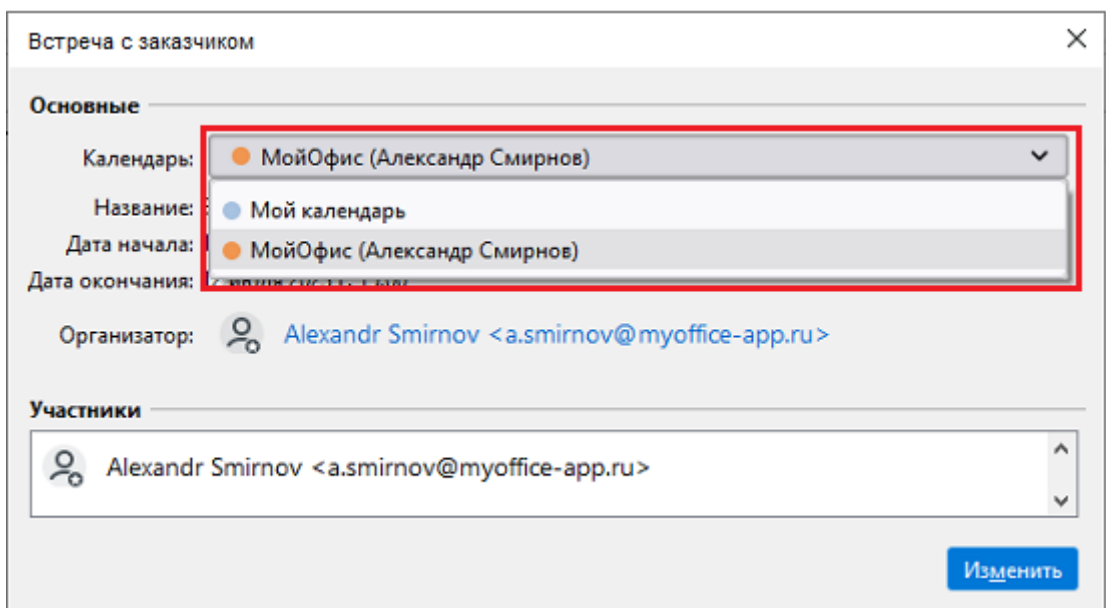 Встреча с заказчиком
Основные
Календарь: МойОфис (Александр Смирнов)
Название: Мой календарь
Дата начала: МойОфис (Александр Смирнов)
Дата окончания:
Организатор: Alexandr Smirnov <a.smirnov@myoffice-app.ru>
Участники
Alexandr Smirnov <a.smirnov@myoffice-app.ru>
Изменить